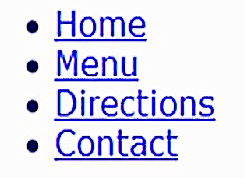 • Home
• Menu
• Directions
• Contact